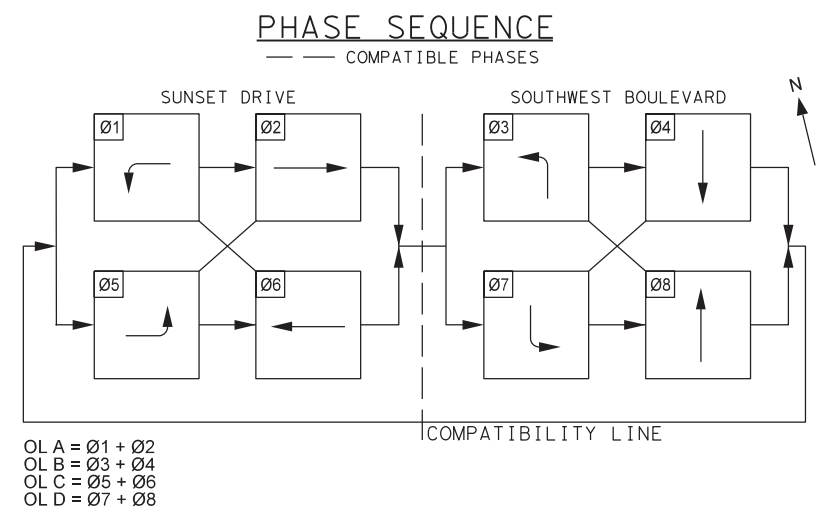 PHASE SEQUENCE
COMPATIBLE PHASES
SUNSET DRIVE
SOUTHWEST BOULEVARD
N
Ø1
Ø2
Ø3
Ø4
Ø5
Ø6
Ø7
Ø8
COMPATIBILITY LINE
OL A = Ø1 + Ø2
OL B = Ø3 + Ø4
OL C = Ø5 + Ø6
OL D = Ø7 + Ø8